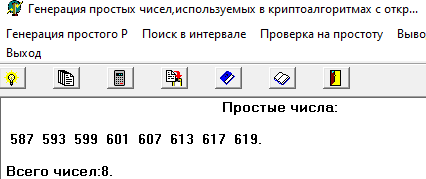 Генерация простых чисел,используемых в криптоалгоритмах с откр...
Генерация простого P Поиск в интервале Проверка на простоту Выво
Выход
Простые числа:
587 593 599 601 607 613 617 619.
Всего чисел:8.